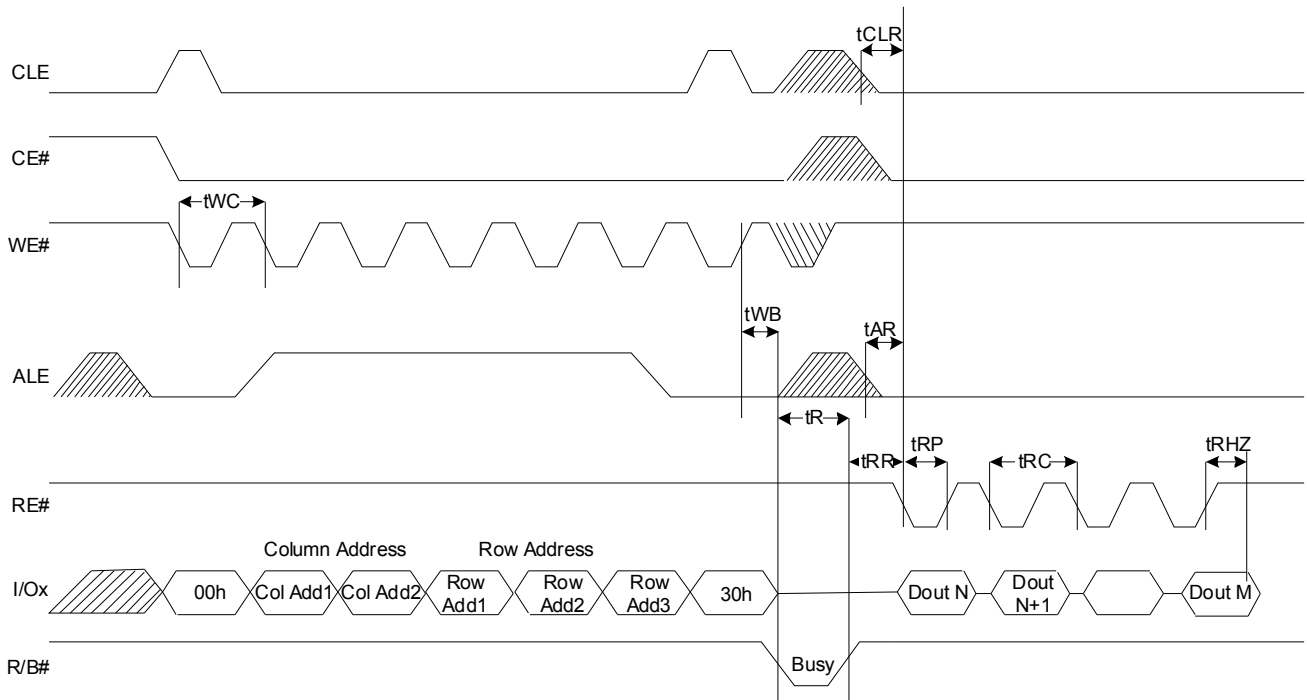 tCLR
CLE
CE#
tWC
WE#
tWB
tAR
ALE
tR
tRR
tRP
tRC
tRHZ
RE#
Column Address
Row Address
I/Ox
00h
Col Add1
Col Add2
Row
Add1
Row
Add2
Row
Add3
30h
Dout N
Dout
N+1
Dout M
R/B#
Busy